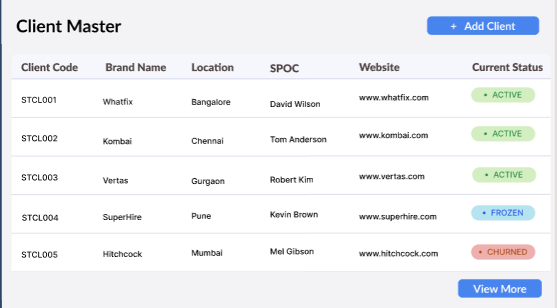 Client Master
+ Add Client
Client Code Brand Name Location SPOC Website Current Status
STCL001 Whatfix Bangalore David Wilson www.whatfix.com • ACTIVE
STCL002 Kombai Chennai Tom Anderson www.kombai.com • ACTIVE
STCL003 Vertas Gurgaon Robert Kim www.vertas.com • ACTIVE
STCL004 SuperHire Pune Kevin Brown www.superhire.com • FROZEN
STCL005 Hitchcock Mumbai Mel Gibson www.hitchcock.com • CHURNED
View More